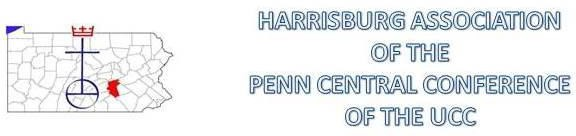 HARRISBURG ASSOCIATION
OF THE
PENN CENTRAL CONFERENCE
OF THE UCC